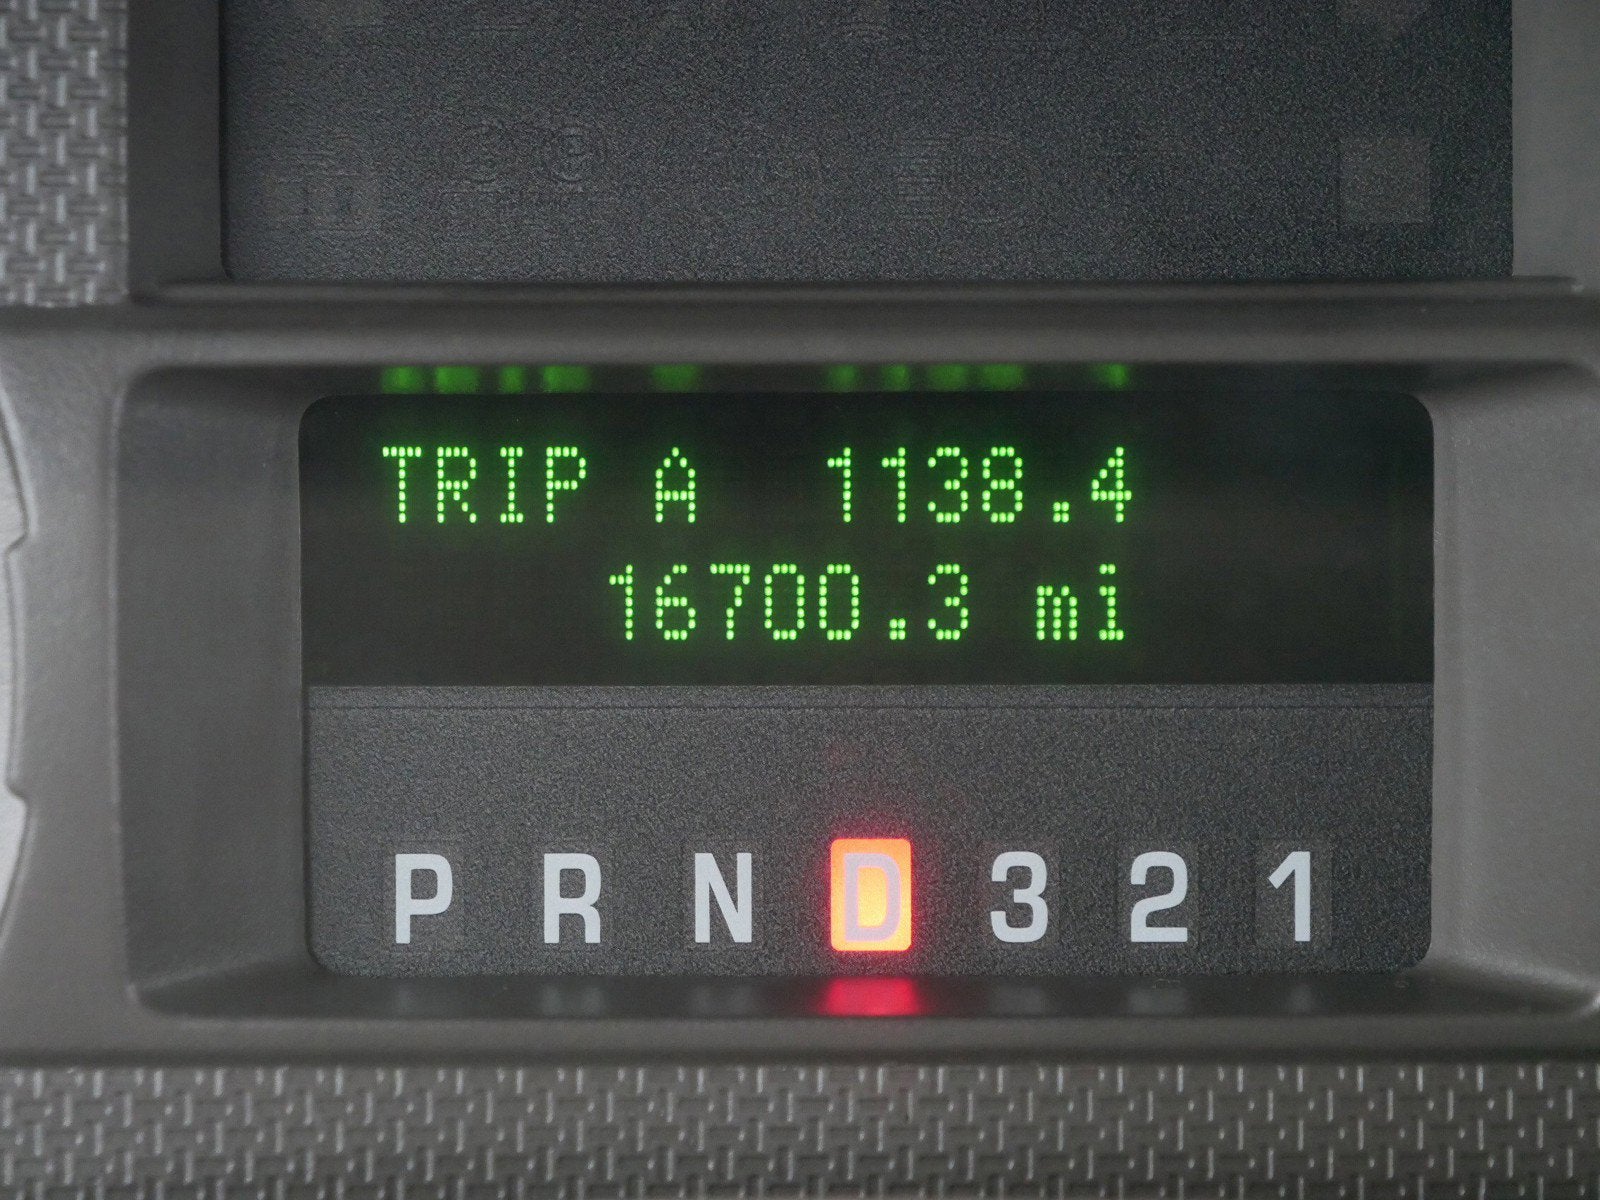 TRIP A 1138.4
16700.3 mi
P R N D 3 2 1